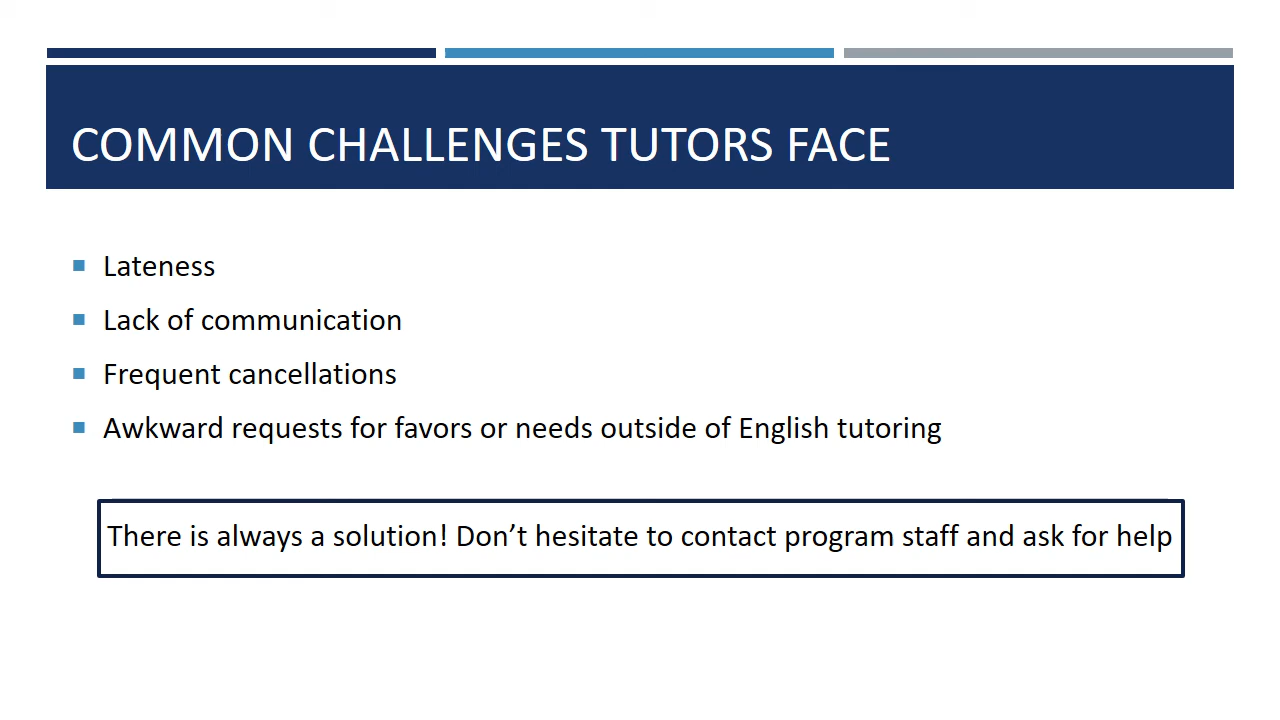 COMMON CHALLENGES TUTORS FACE
Lateness
Lack of communication
Frequent cancellations
Awkward requests for favors or needs outside of English tutoring
There is always a solution! Don’t hesitate to contact program staff and ask for help